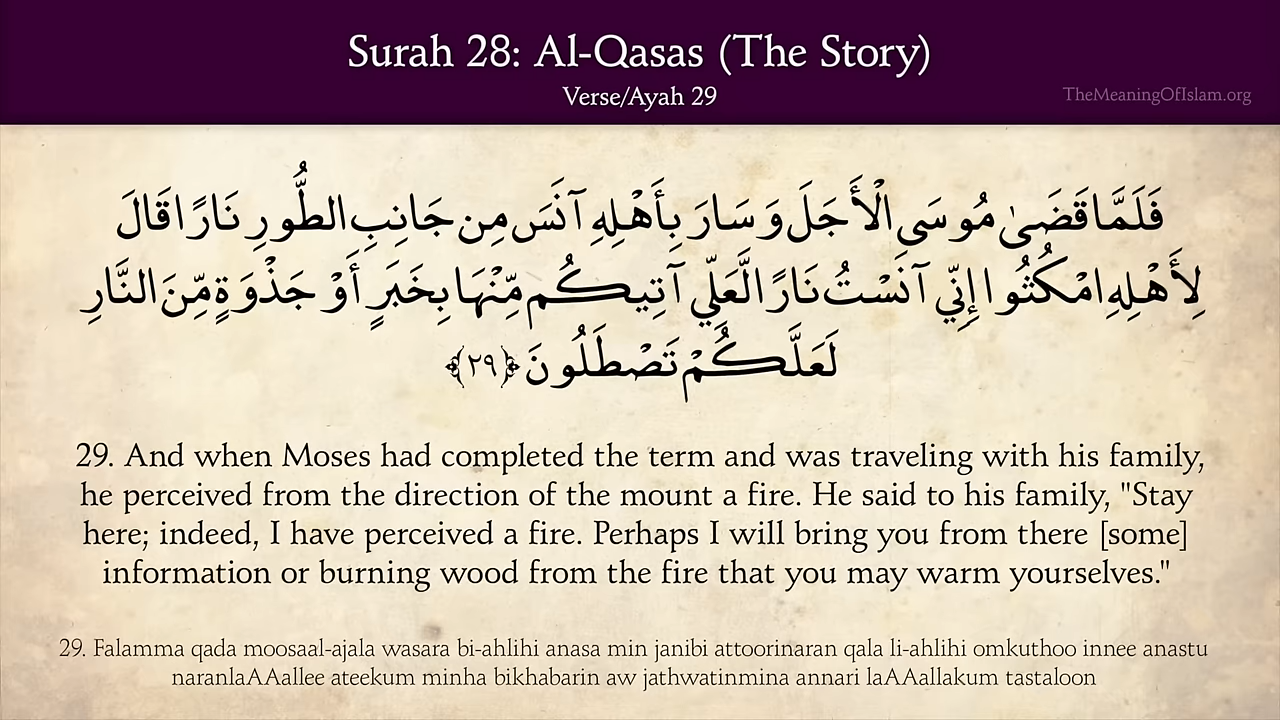 Surah 28: Al-Qasas (The Story)
Verse/Ayah 29
TheMeaningOfIslam.org
فَلَمَّا قَضَىٰ مُوسَى الْأَجَلَ وَسَارَ بِأَهْلِهِ آنَسَ مِن جَانِبِ الطُّورِ نَارًا قَالَ
لِأَهْلِهِ امْكُثُوا إِنِّي آنَسْتُ نَارًا لَّعَلِّي آتِيكُم مِّنْهَا بِخَبَرٍ أَوْ جَذْوَةٍ مِّنَ النَّارِ
لَعَلَّكُمْ تَصْطَلُونَ ﴿٢٩﴾
29. And when Moses had completed the term and was traveling with his family,
he perceived from the direction of the mount a fire. He said to his family, "Stay
here; indeed, I have perceived a fire. Perhaps I will bring you from there [some]
information or burning wood from the fire that you may warm yourselves."
29. Falamma qada moosaal-ajala wasara bi-ahlihi anasa min janibi attoorinaran qala li-ahlihi omkuthoo innee anastu
naranlaAAallee ateekum minha bikhabarin aw jathwatinmina annari laAAallakum tastaloon